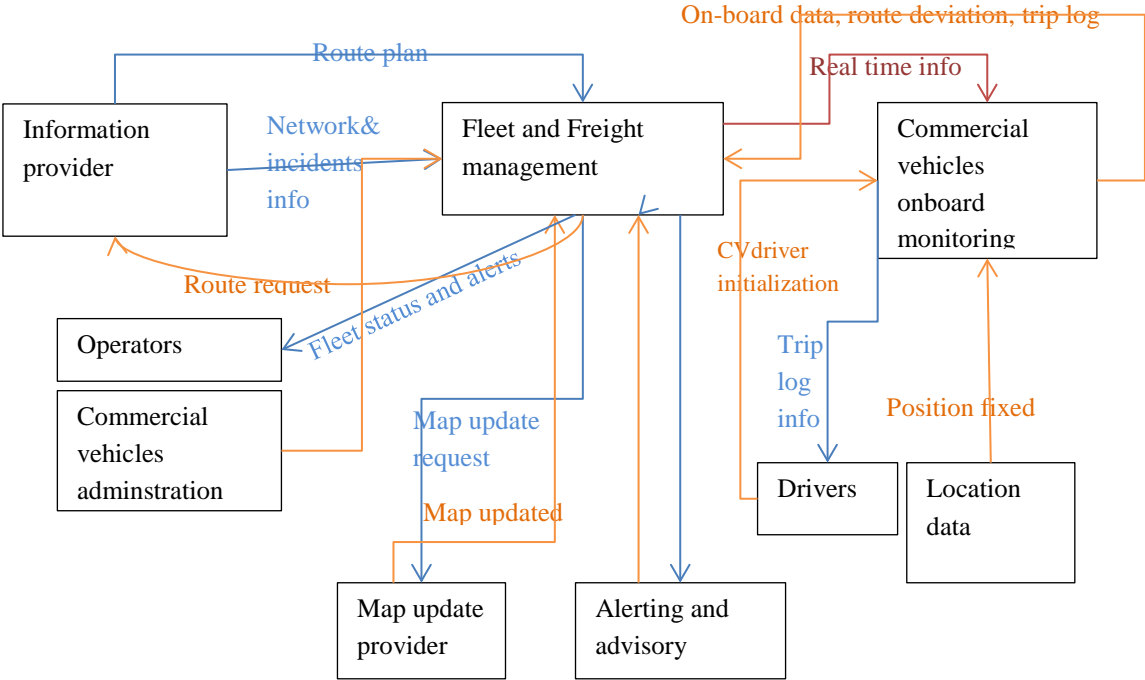 On-board data, route deviation, trip log
Route plan
Real time info
Information
provider
Network&
incidents
info
Fleet and Freight
management
Commercial
vehicles
onboard
monitoring
CVdriver
initialization
Route request
Fleet status and alerts
Operators
Commercial
vehicles
adminstration
Trip
log
info
Position fixed
Map update
request
Map updated
Drivers
Location
data
Map update
provider
Alerting and
advisory